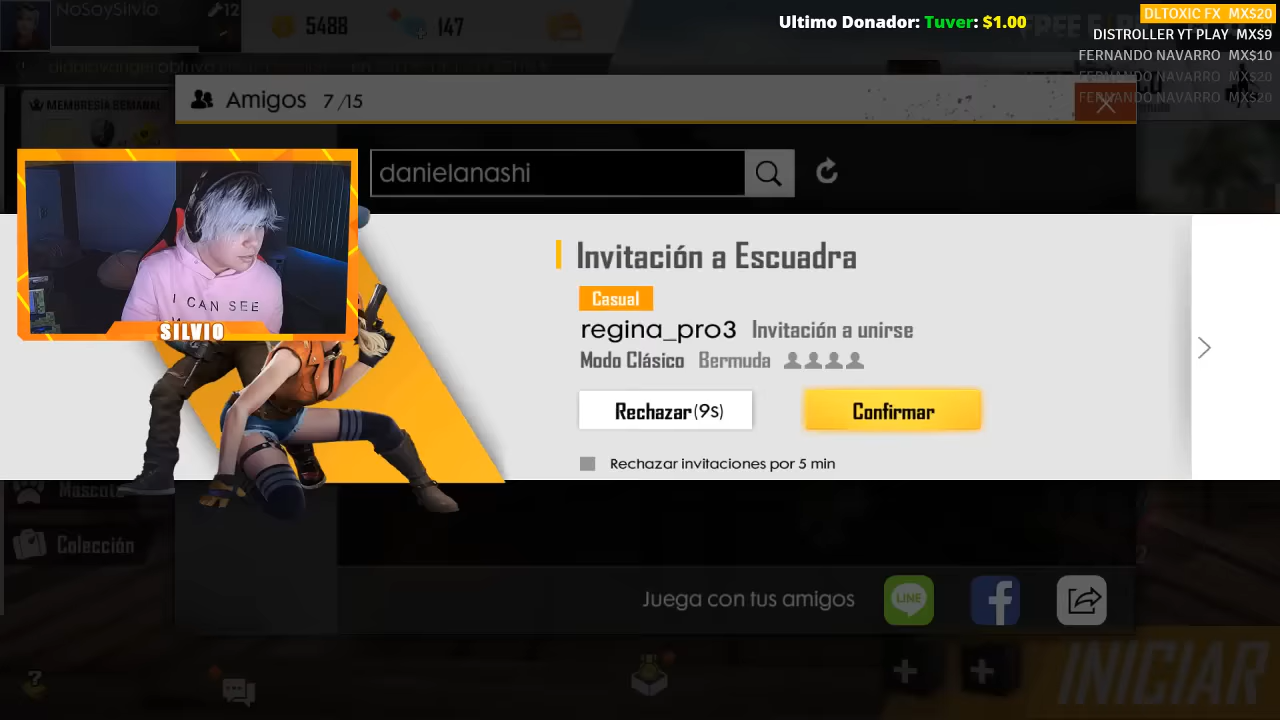 NoSaySilvio
12
5488
147
Ultimo Donador: Tuver: $1.00
DLTOXIC FX MX$20
DISTROLLER YT PLAY MX$9
FERNANDO NAVARRO MX$10
FERNANDO NAVARRO MX$20
FERNANDO NAVARRO MX$20
MEMBRESÍA SEMANAL
Amigos 7 /15
danielanashi
I CAN SEE
SILVIO
Invitación a Escuadra
Casual
regina_pro3 Invitación a unirse
Modo Clásico Bermuda
Rechazar(9s)
Confirmar
Rechazar invitaciones por 5 min
Mascota
Colección
Juega con tus amigos
LINE
INICIAR